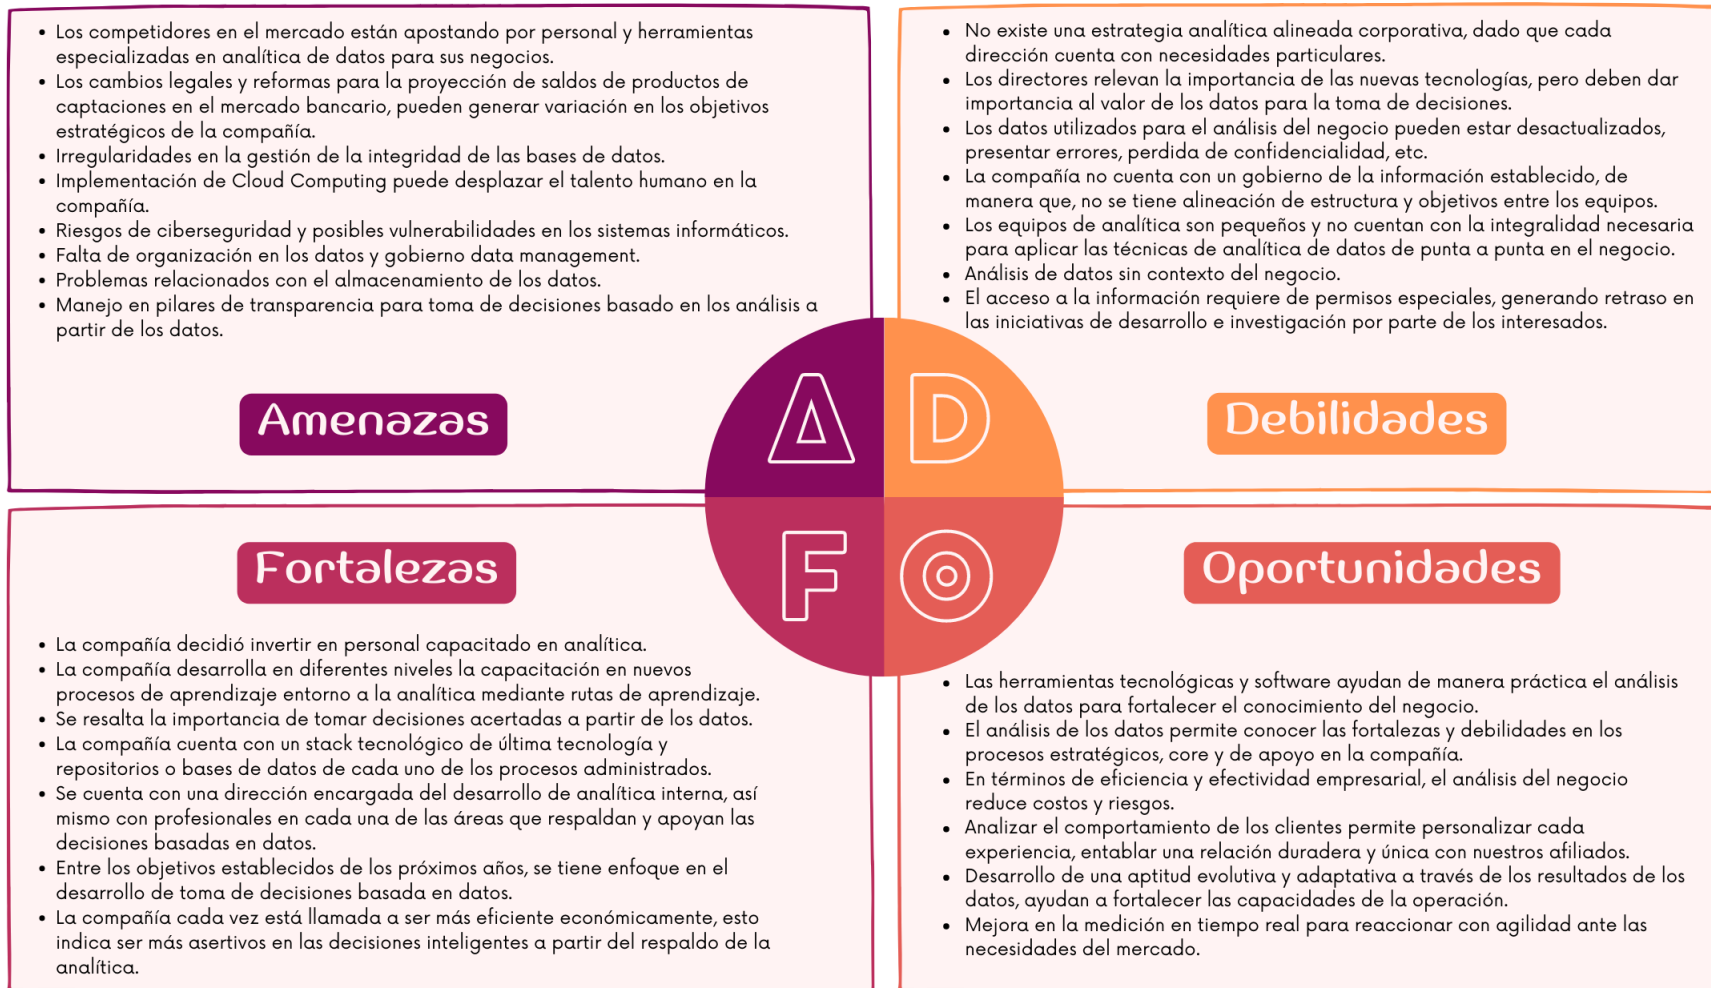 • Los competidores en el mercado están apostando por personal y herramientas
especializadas en analítica de datos para sus negocios.
• Los cambios legales y reformas para la proyección de saldos de productos de
captaciones en el mercado bancario, pueden generar variación en los objetivos
estratégicos de la compañía.
• Irregularidades en la gestión de la integridad de las bases de datos.
• Implementación de Cloud Computing puede desplazar el talento humano en la
compañía.
• Riesgos de ciberseguridad y posibles vulnerabilidades en los sistemas informáticos.
• Falta de organización en los datos y gobierno data management.
• Problemas relacionados con el almacenamiento de los datos.
• Manejo en pilares de transparencia para toma de decisiones basado en los análisis a
partir de los datos.
Amenazas
• No existe una estrategia analítica alineada corporativa, dado que cada
dirección cuenta con necesidades particulares.
• Los directores relevan la importancia de las nuevas tecnologías, pero deben dar
importancia al valor de los datos para la toma de decisiones.
• Los datos utilizados para el análisis del negocio pueden estar desactualizados,
presentar errores, perdida de confidencialidad, etc.
• La compañía no cuenta con un gobierno de la información establecido, de
manera que, no se tiene alineación de estructura y objetivos entre los equipos.
• Los equipos de analítica son pequeños y no cuentan con la integralidad necesaria
para aplicar las técnicas de analítica de datos de punta a punta en el negocio.
• Análisis de datos sin contexto del negocio.
• El acceso a la información requiere de permisos especiales, generando retraso en
las iniciativas de desarrollo e investigación por parte de los interesados.
Debilidades
A D
F O
Fortalezas
• La compañía decidió invertir en personal capacitado en analítica.
• La compañía desarrolla en diferentes niveles la capacitación en nuevos
procesos de aprendizaje entorno a la analítica mediante rutas de aprendizaje.
• Se resalta la importancia de tomar decisiones acertadas a partir de los datos.
• La compañía cuenta con un stack tecnológico de última tecnología y
repositorios o bases de datos de cada uno de los procesos administrados.
• Se cuenta con una dirección encargada del desarrollo de analítica interna, así
mismo con profesionales en cada una de las áreas que respaldan y apoyan las
decisiones basadas en datos.
• Entre los objetivos establecidos de los próximos años, se tiene enfoque en el
desarrollo de toma de decisiones basada en datos.
• La compañía cada vez está llamada a ser más eficiente económicamente, esto
indica ser más asertivos en las decisiones inteligentes a partir del respaldo de la
analítica.
Oportunidades
• Las herramientas tecnológicas y software ayudan de manera práctica el análisis
de los datos para fortalecer el conocimiento del negocio.
• El análisis de los datos permite conocer las fortalezas y debilidades en los
procesos estratégicos, core y de apoyo en la compañía.
• En términos de eficiencia y efectividad empresarial, el análisis del negocio
reduce costos y riesgos.
• Analizar el comportamiento de los clientes permite personalizar cada
experiencia, entablar una relación duradera y única con nuestros afiliados.
• Desarrollo de una aptitud evolutiva y adaptativa a través de los resultados de los
datos, ayudan a fortalecer las capacidades de la operación.
• Mejora en la medición en tiempo real para reaccionar con agilidad ante las
necesidades del mercado.